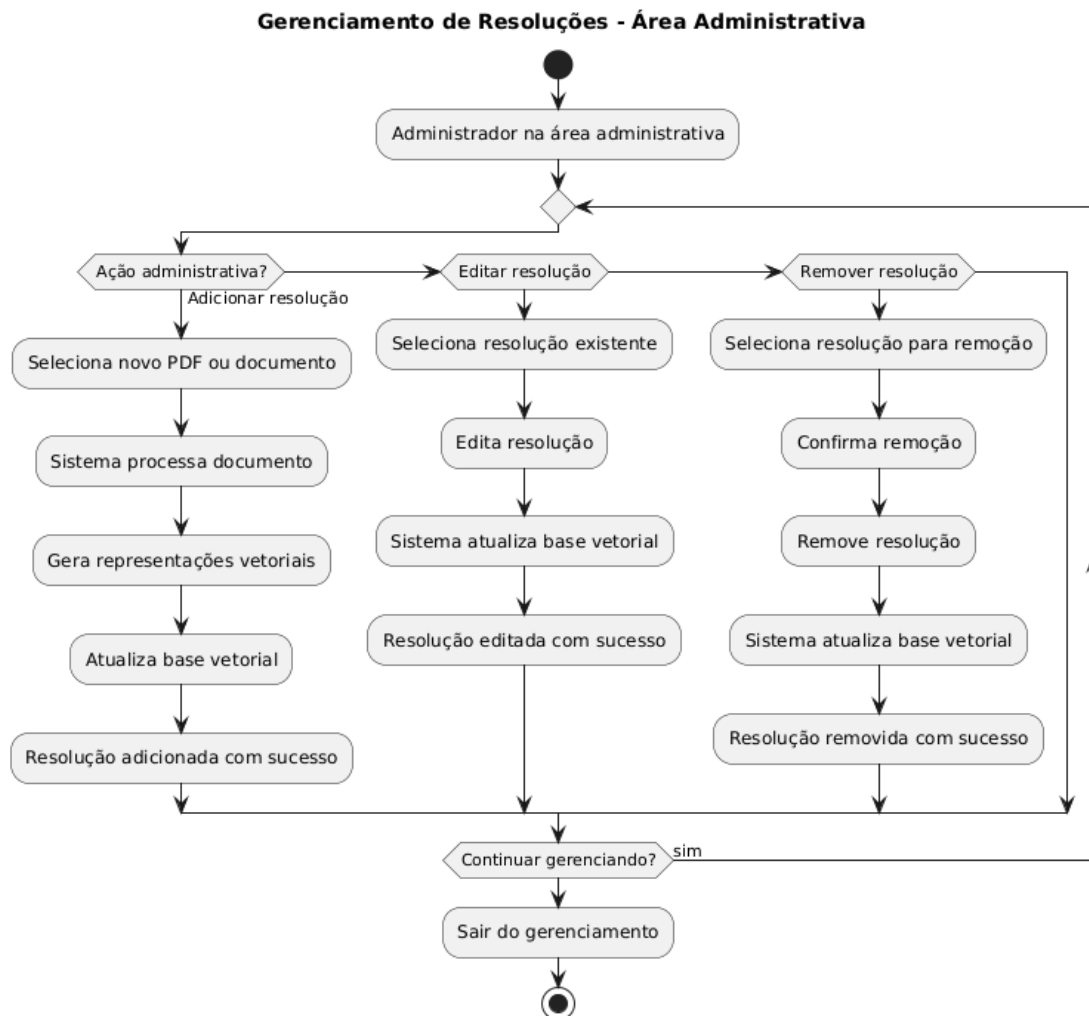 Gerenciamento de Resoluções - Área Administrativa
Administrador na área administrativa
Ação administrativa?
Adicionar resolução
Seleciona novo PDF ou documento
Sistema processa documento
Gera representações vetoriais
Atualiza base vetorial
Resolução adicionada com sucesso
Editar resolução
Seleciona resolução existente
Edita resolução
Sistema atualiza base vetorial
Resolução editada com sucesso
Remover resolução
Seleciona resolução para remoção
Confirma remoção
Remove resolução
Sistema atualiza base vetorial
Resolução removida com sucesso
Continuar gerenciando?
sim
Sair do gerenciamento